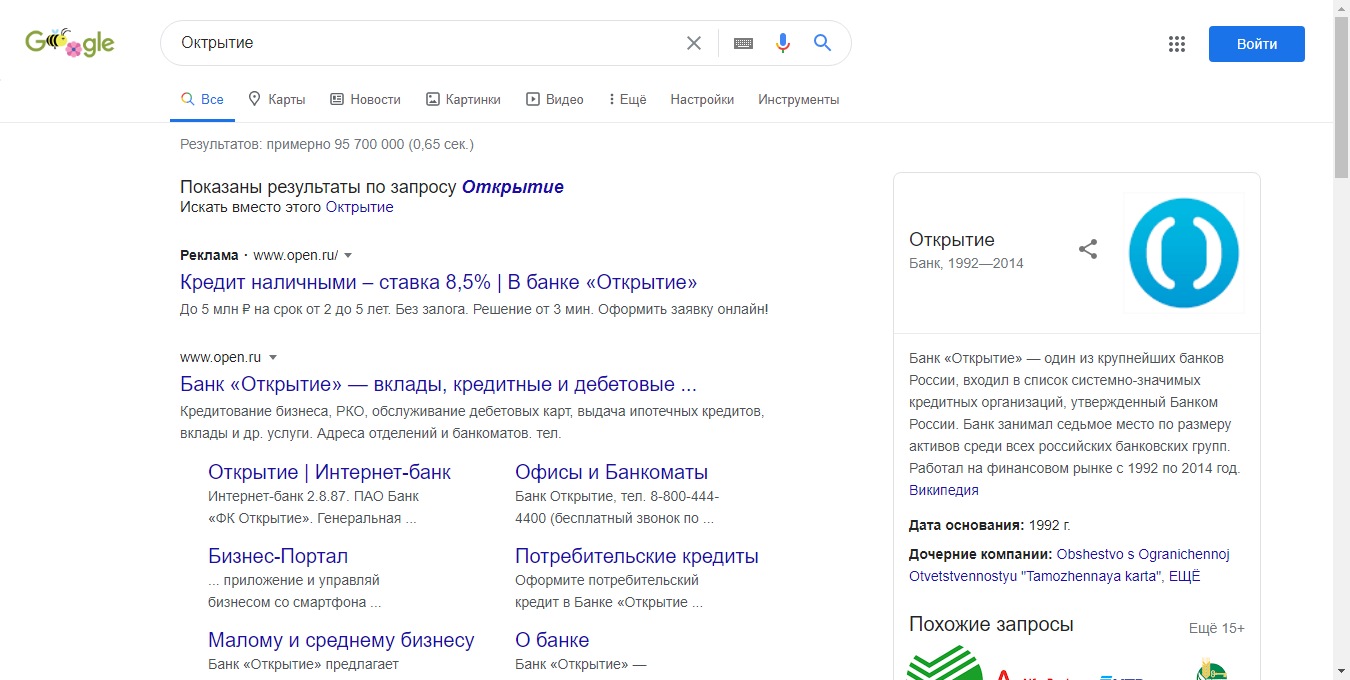 Google
Октрытие
Войти
Все
Карты
Новости
Картинки
Видео
Ещё
Настройки
Инструменты
Результатов: примерно 95 700 000 (0,65 сек.)
Показаны результаты по запросу Открытие
Искать вместо этого Октрытие
Реклама · www.open.ru/
Кредит наличными – ставка 8,5% | В банке «Открытие»
До 5 млн ₽ на срок от 2 до 5 лет. Без залога. Решение от 3 мин. Оформить заявку онлайн!
www.open.ru
Банк «Открытие» — вклады, кредитные и дебетовые ...
Кредитование бизнеса, РКО, обслуживание дебетовых карт, выдача ипотечных кредитов,
вклады и др. услуги. Адреса отделений и банкоматов. тел.
Открытие | Интернет-банк
Интернет-банк 2.8.87. ПАО Банк
«ФК Открытие». Генеральная ...
Офисы и Банкоматы
Банк Открытие, тел. 8-800-444-
4400 (бесплатный звонок по ...
Бизнес-Портал
... приложение и управляй
бизнесом со смартфона ...
Потребительские кредиты
Оформите потребительский
кредит в Банке «Открытие ...
Малому и среднему бизнесу
Банк «Открытие» предлагает
О банке
Банк «Открытие» —
Открытие
Банк, 1992—2014
Банк «Открытие» — один из крупнейших банков
России, входил в список системно-значимых
кредитных организаций, утвержденный Банком
России. Банк занимал седьмое место по размеру
активов среди всех российских банковских групп.
Работал на финансовом рынке с 1992 по 2014 год.
Википедия
Дата основания: 1992 г.
Дочерние компании: Obshestvo s Ogranichennoj
Otvetstvennostyu "Tamozhennaya karta", ЕЩЁ
Похожие запросы
Ещё 15+